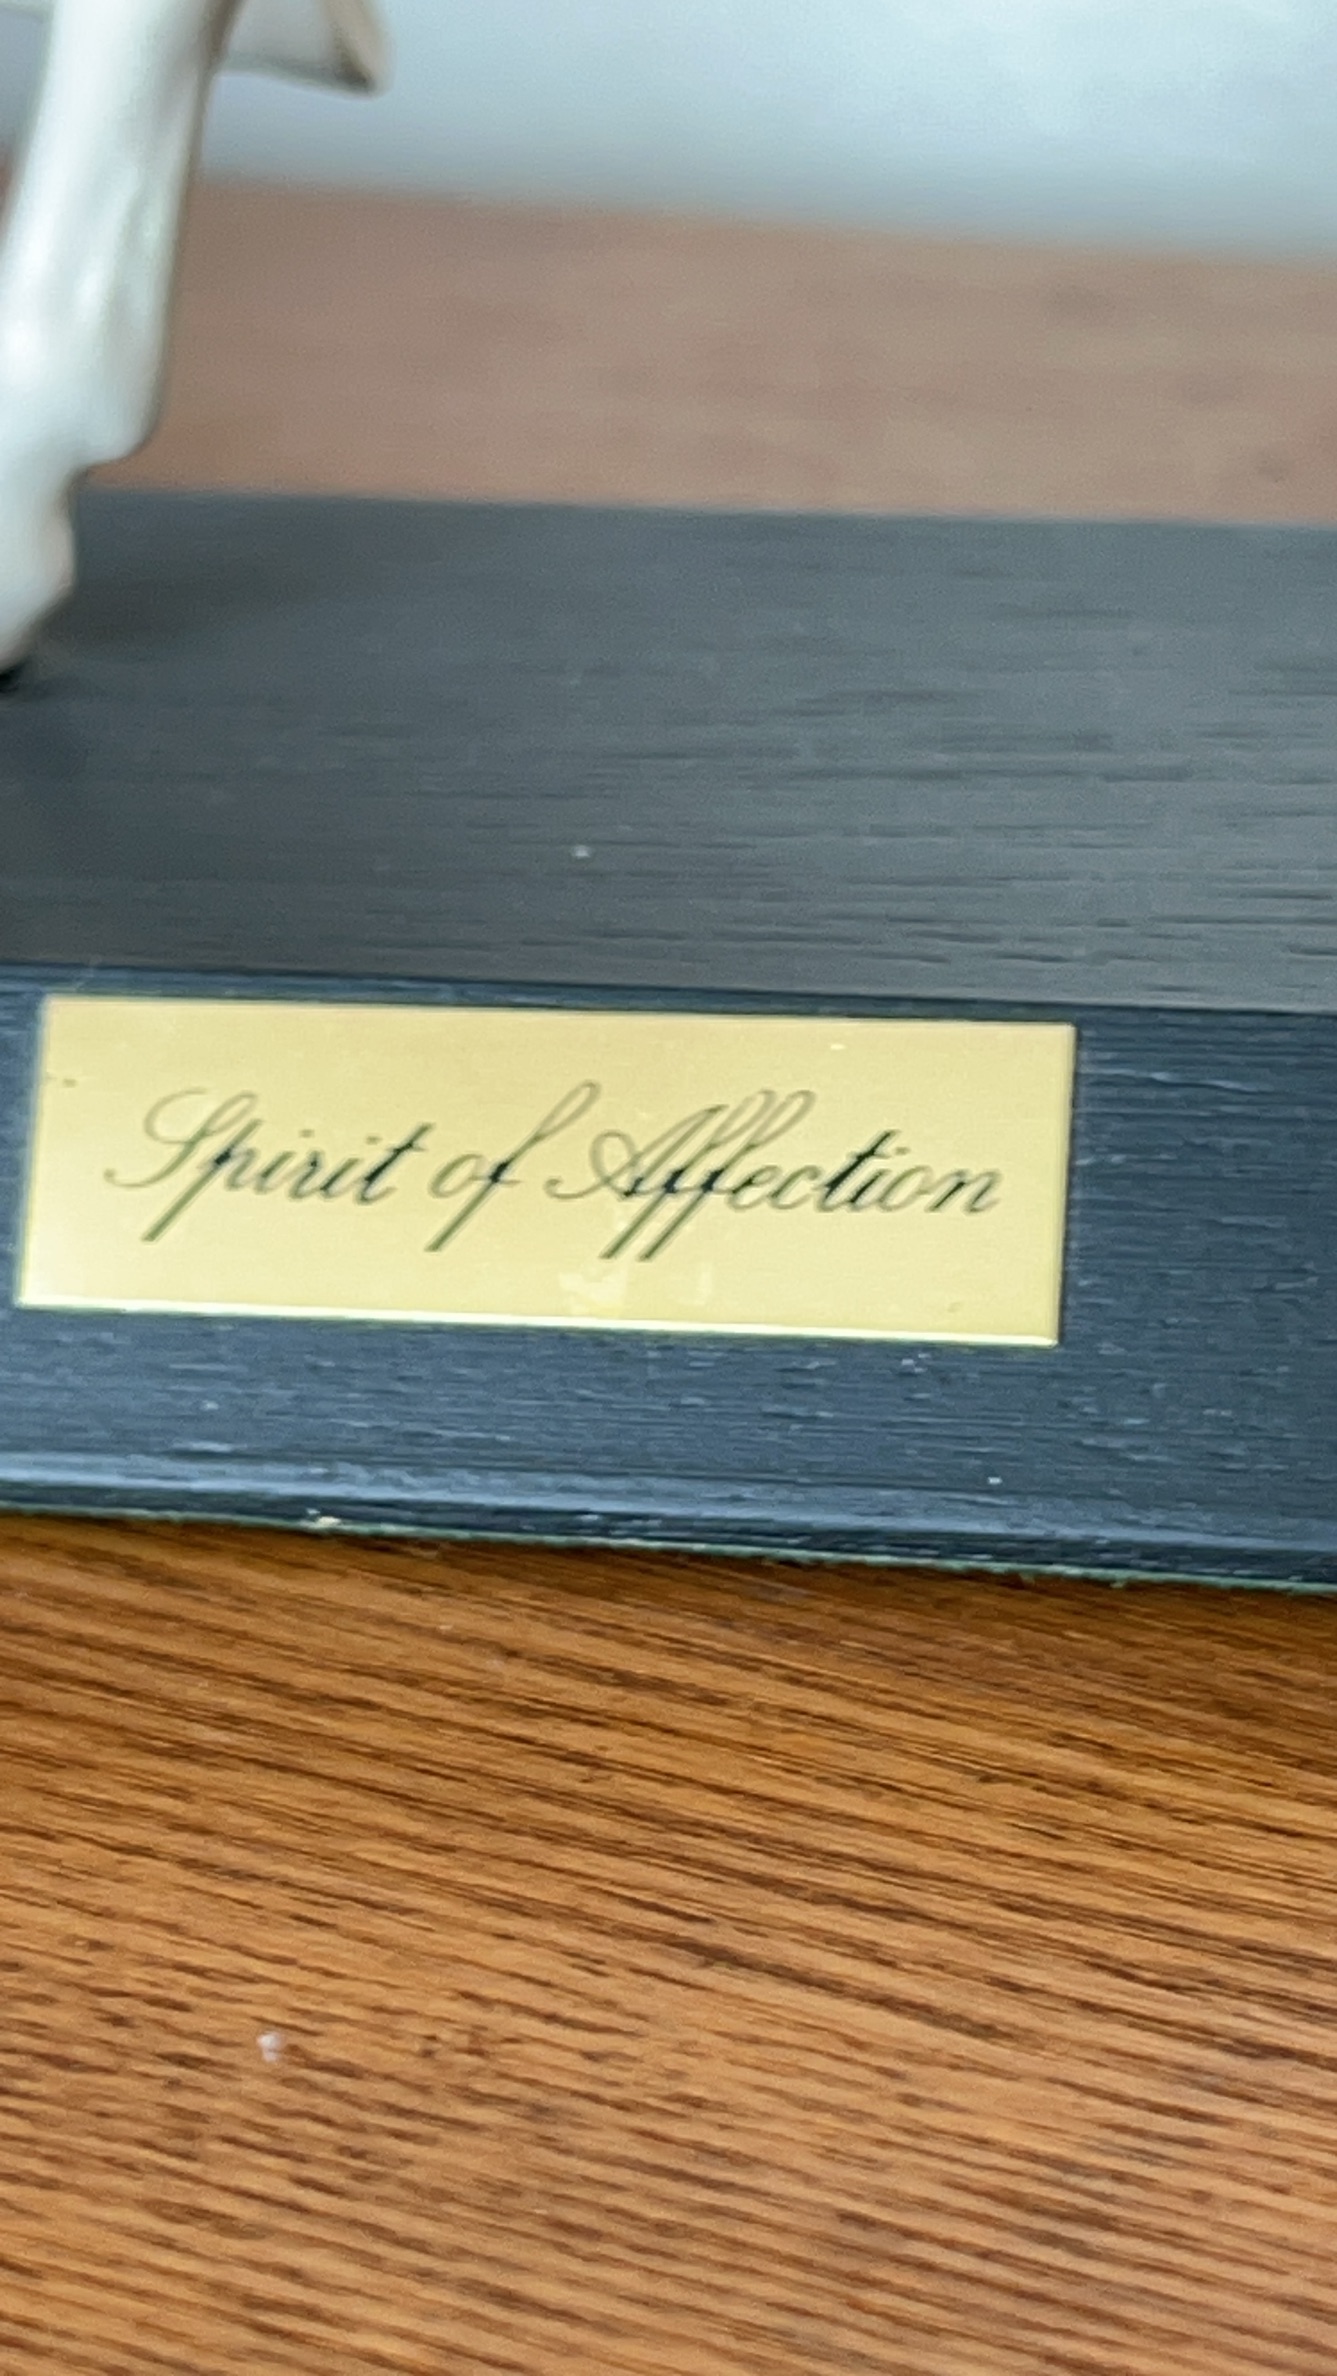 Spirit of Affection